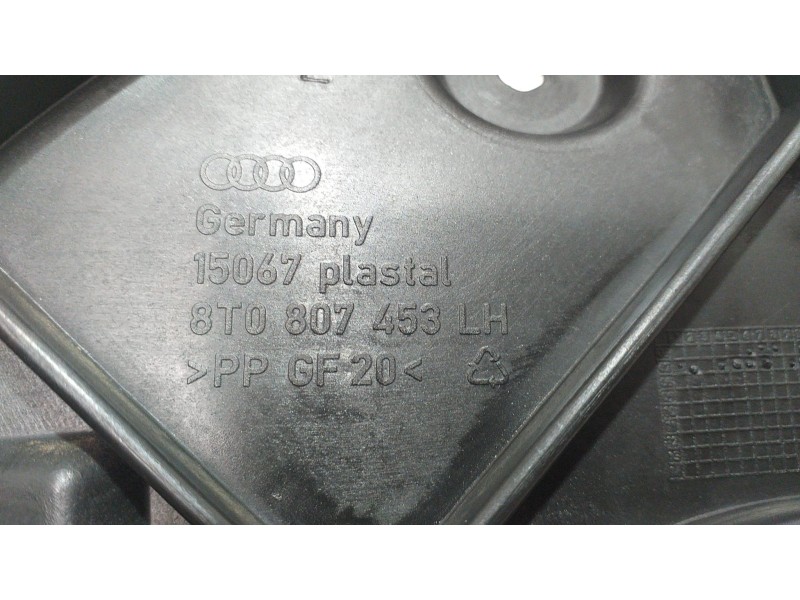 Germany
15067 plastal
8T0 807 453 LH
>PP GF 20<